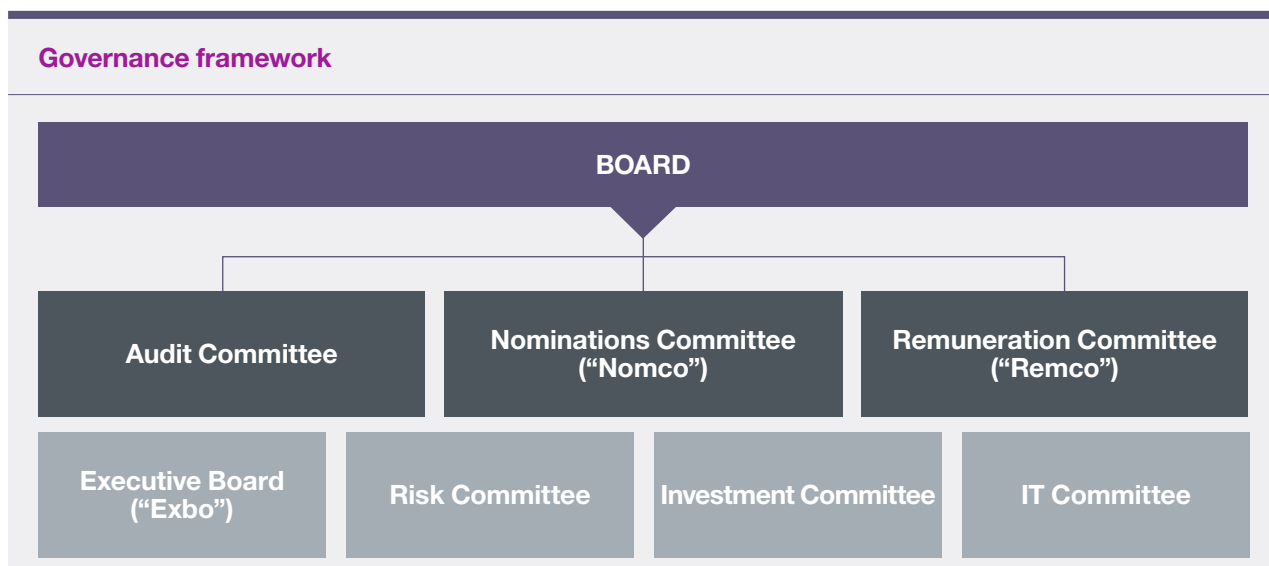 Governance framework
BOARD
Audit Committee
Nominations Committee
(“Nomco”)
Remuneration Committee
(“Remco”)
Executive Board
(“Exbo”)
Risk Committee
Investment Committee
IT Committee